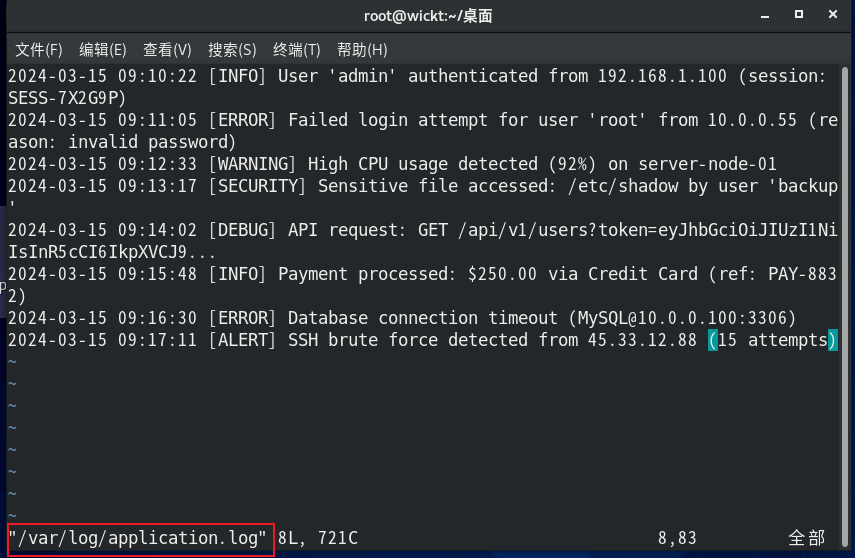 root@wickt:~/桌面
文件(F) 编辑(E) 查看(V) 搜索(S) 终端(T) 帮助(H)
2024-03-15 09:10:22 [INFO] User 'admin' authenticated from 192.168.1.100 (session:
SESS-7X2G9P)
2024-03-15 09:11:05 [ERROR] Failed login attempt for user 'root' from 10.0.0.55 (re
ason: invalid password)
2024-03-15 09:12:33 [WARNING] High CPU usage detected (92%) on server-node-01
2024-03-15 09:13:17 [SECURITY] Sensitive file accessed: /etc/shadow by user 'backup
'
2024-03-15 09:14:02 [DEBUG] API request: GET /api/v1/users?token=eyJhbGciOiJIUzI1Ni
IsInR5cCI6IkpXVCJ9...
2024-03-15 09:15:48 [INFO] Payment processed: $250.00 via Credit Card (ref: PAY-883
2)
2024-03-15 09:16:30 [ERROR] Database connection timeout (MySQL@10.0.0.100:3306)
2024-03-15 09:17:11 [ALERT] SSH brute force detected from 45.33.12.88 (15 attempts)
~
~
~
~
~
~
~
~
"/var/log/application.log" 8L, 721C 8,83 全部